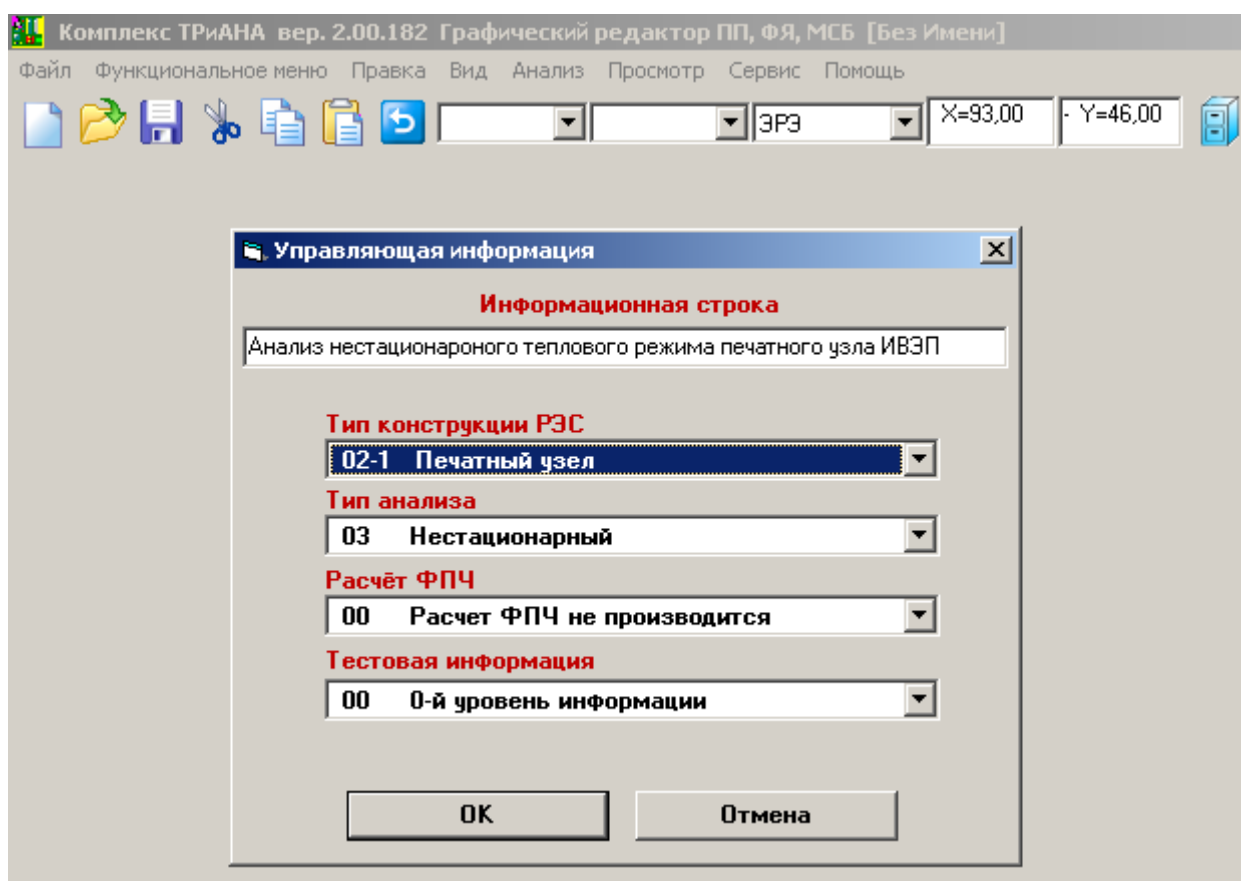 Комплекс ТРиАНА вер. 2.00.182 Графический редактор ПП, ФЯ, МСБ [Без Имени]
Файл Функциональное меню Правка Вид Анализ Просмотр Сервис Помощь
ЭРЭ X=93,00 - Y=46,00
Управляющая информация
Информационная строка
Анализ нестационароного теплового режима печатного узла ИВЭП
Тип конструкции РЭС
02-1 Печатный узел
Тип анализа
03 Нестационарный
Расчёт ФПЧ
00 Расчет ФПЧ не производится
Тестовая информация
00 0-й уровень информации
OK Отмена